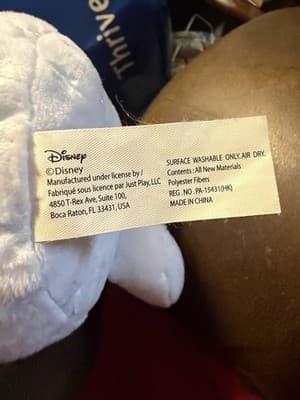 Thrive
Disney
©Disney
Manufactured under license by /
Fabriqué sous licence par Just Play, LLC
4850 T-Rex Ave, Suite 100,
Boca Raton, FL 33431, USA
SURFACE WASHABLE ONLY. AIR DRY.
Contents : All New Materials
Polyester Fibers
REG .NO .PA-15431(HK)
MADE IN CHINA